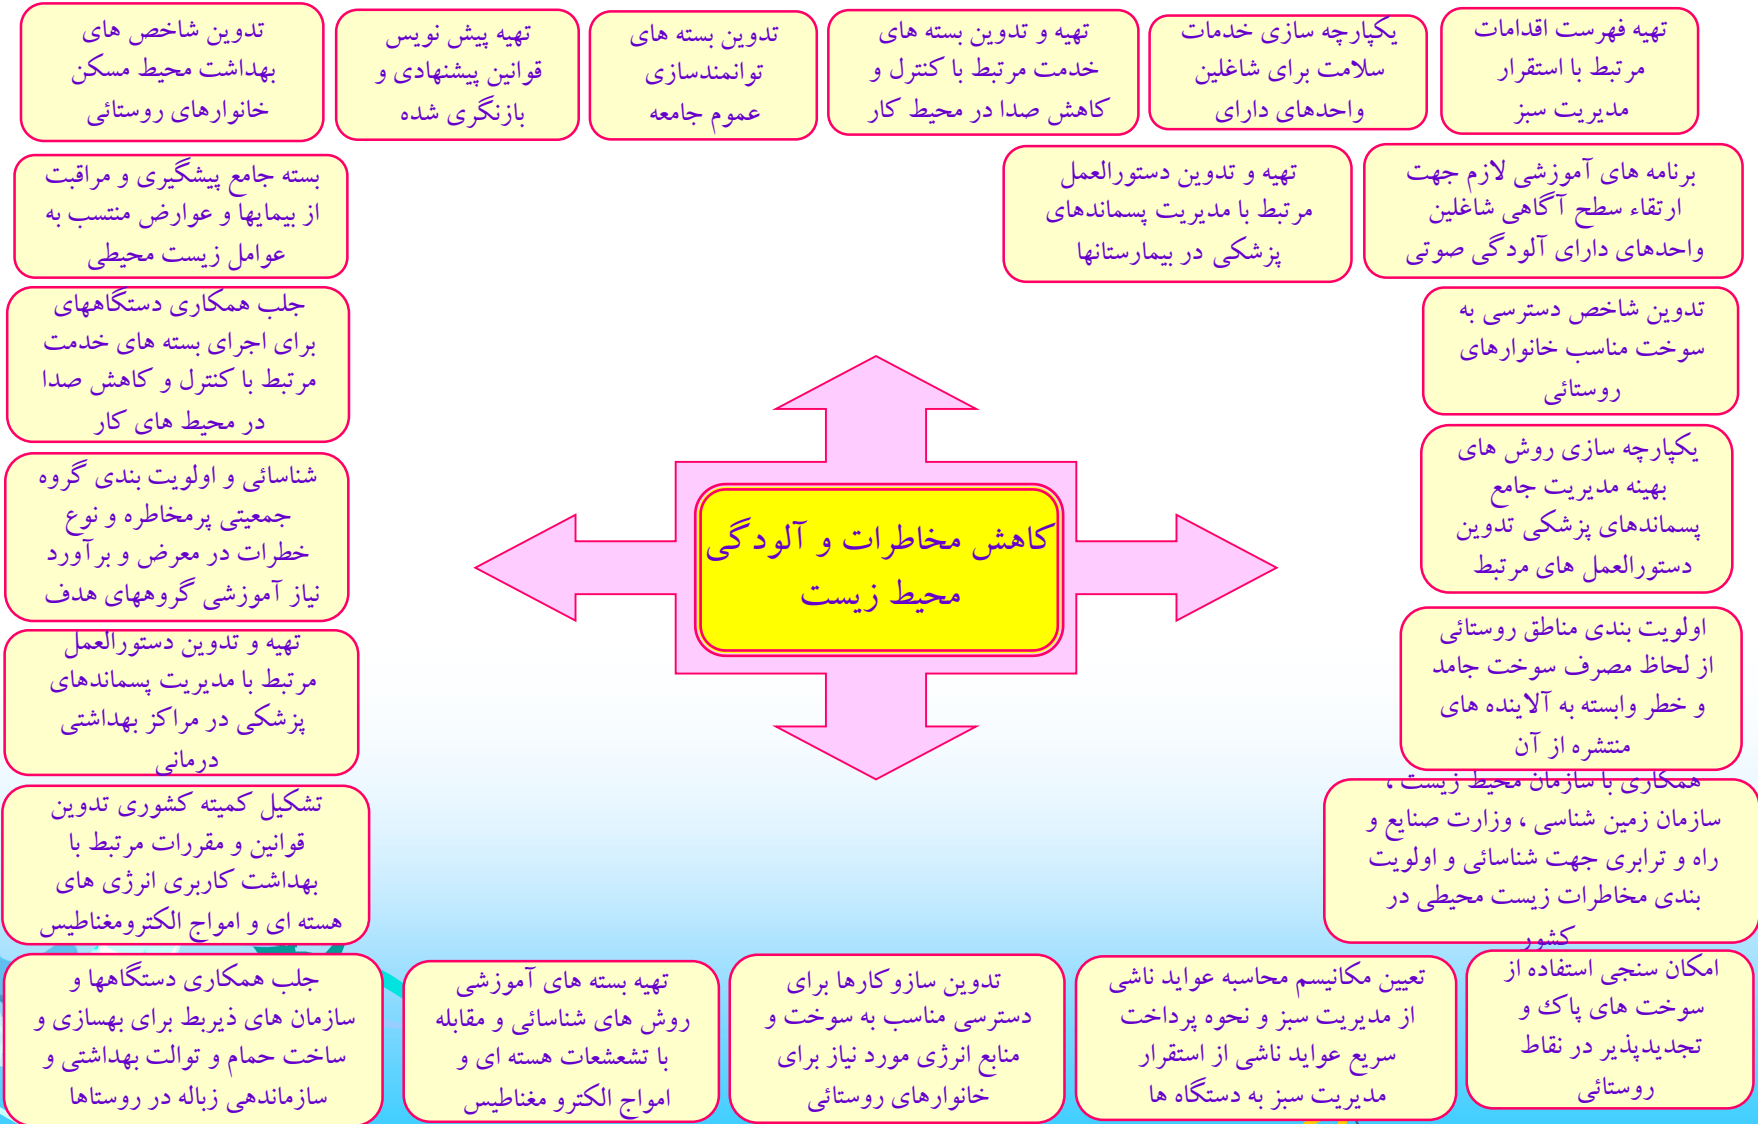 تهیه فهرست اقدامات
مرتبط با استقرار
مدیریت سبز
یکپارچه سازی خدمات
سلامت برای شاغلین
واحدهای دارای
تهیه و تدوین بسته های
خدمت مرتبط با کنترل و
کاهش صدا در محیط کار
تدوین بسته های
توانمندسازی
عموم جامعه
تهیه پیش نویس
قوانین پیشنهادی و
بازنگری شده
تدوین شاخص های
بهداشت محیط مسکن
خانوارهای روستائی
برنامه های آموزشی لازم جهت
ارتقاء سطح آگاهی شاغلین
واحدهای دارای آلودگی صوتی
تهیه و تدوین دستورالعمل
مرتبط با مدیریت پسماندهای
پزشکی در بیمارستانها
بسته جامع پیشگیری و مراقبت
از بیمایها و عوارض منتسب به
عوامل زیست محیطی
تدوین شاخص دسترسی به
سوخت مناسب خانوارهای
روستائی
جلب همکاری دستگاههای
برای اجرای بسته های خدمت
مرتبط با کنترل و کاهش صدا
در محیط های کار
یکپارچه سازی روش های
بهینه مدیریت جامع
پسماندهای پزشکی تدوین
دستورالعمل های مرتبط
کاهش مخاطرات و آلودگی
محیط زیست
شناسائی و اولویت بندی گروه
جمعیتی پرمخاطره و نوع
خطرات در معرض و برآورد
نیاز آموزشی گروههای هدف
اولویت بندی مناطق روستائی
از لحاظ مصرف سوخت جامد
و خطر وابسته به آلاینده های
منتشره از آن
تهیه و تدوین دستورالعمل
مرتبط با مدیریت پسماندهای
پزشکی در مراکز بهداشتی
درمانی
همکاری با سازمان محیط زیست ،
سازمان زمین شناسی ، وزارت صنایع و
راه و ترابری جهت شناسائی و اولویت
بندی مخاطرات زیست محیطی در
کشور
تشکیل کمیته کشوری تدوین
قوانین و مقررات مرتبط با
بهداشت کاربری انرژی های
هسته ای و امواج الکترومغناطیس
امکان سنجی استفاده از
سوخت های پاک و
تجدیدپذیر در نقاط
روستائی
تعیین مکانیسم محاسبه عواید ناشی
از مدیریت سبز و نحوه پرداخت
سریع عواید ناشی از استقرار
مدیریت سبز به دستگاه ها
تدوین سازوکارها برای
دسترسی مناسب به سوخت و
منابع انرژی مورد نیاز برای
خانوارهای روستائی
تهیه بسته های آموزشی
روش های شناسائی و مقابله
با تشعشعات هسته ای و
امواج الکترو مغناطیس
جلب همکاری دستگاهها و
سازمان های ذیربط برای بهسازی و
ساخت حمام و توالت بهداشتی و
سازماندهی زباله در روستاها